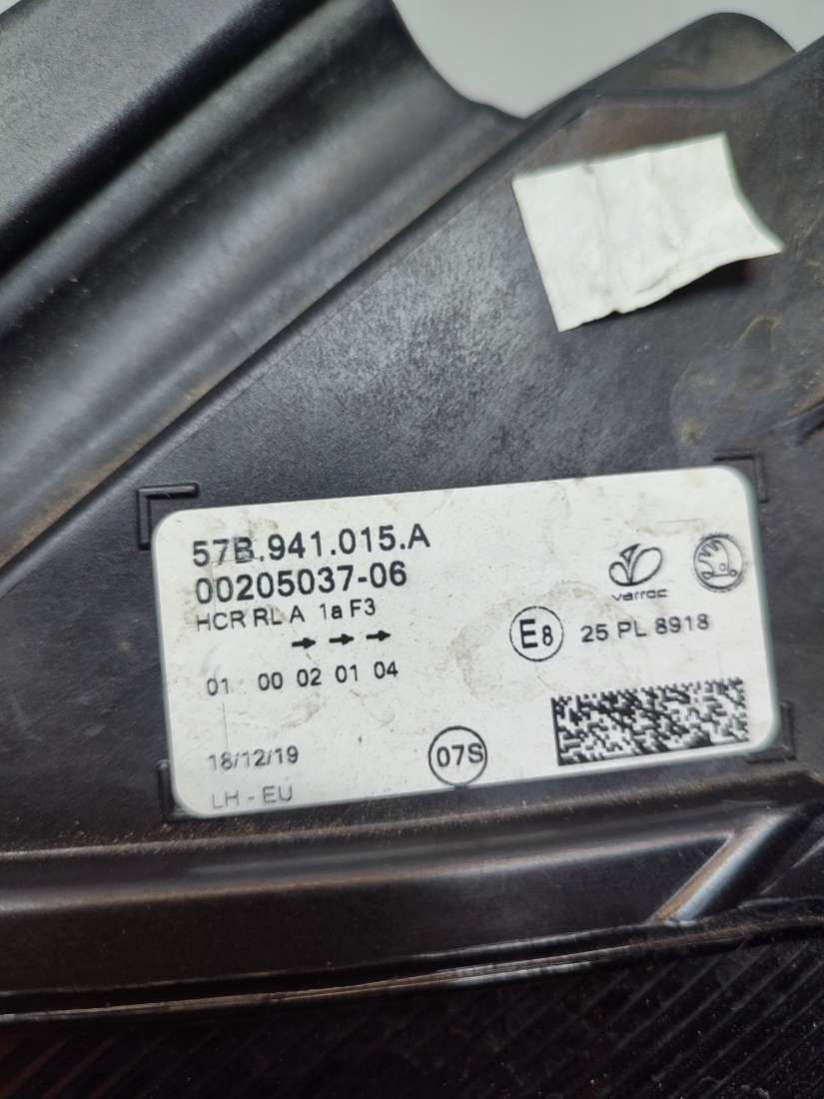 57B.941.015.A
00205037-06
HCR RL A 1a F3
varroc
E8 25 PL 8918
01 00 02 01 04
18/12/19
07S
LH - EU